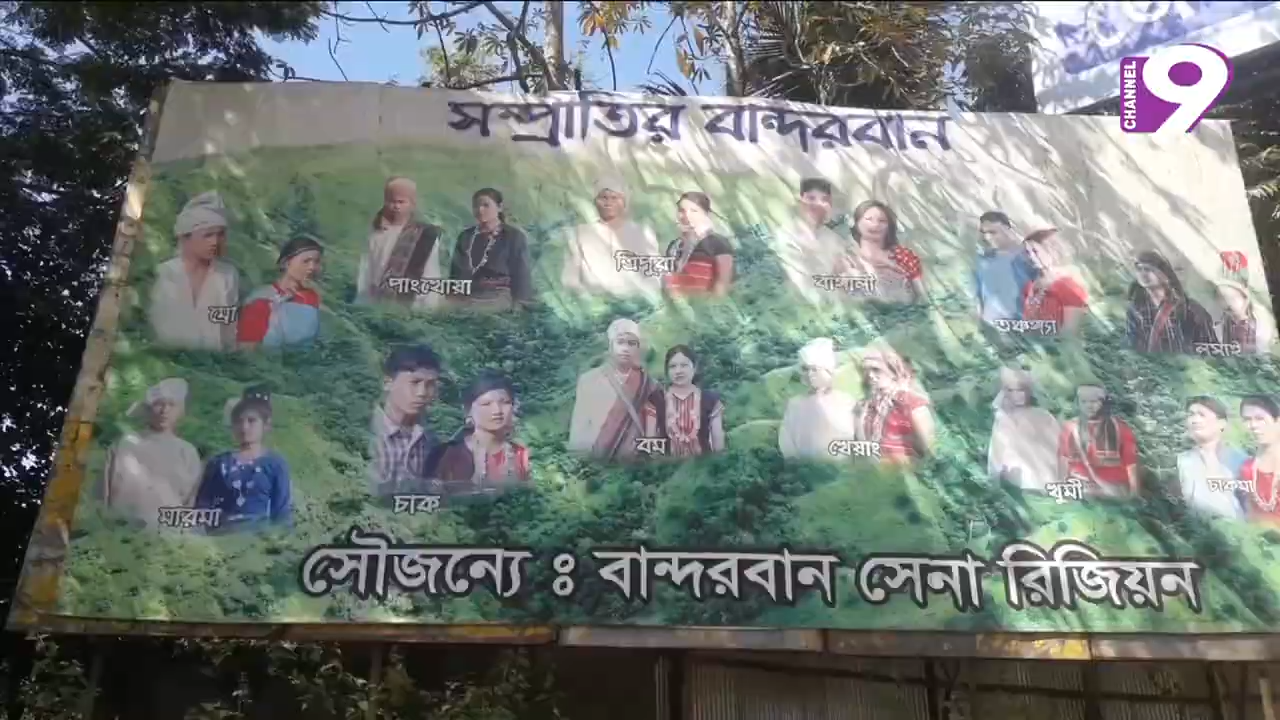 সম্প্রীতির বান্দরবান
CHANNEL 9
ম্রো
পাংখোয়া
ত্রিপুরা
বাঙালী
তঞ্চঙ্গ্যা
লুসাই
মারমা
চাক
বম
খেয়াং
খুমী
চাকমা
সৌজন্যে ঃ বান্দরবান সেনা রিজিয়ন